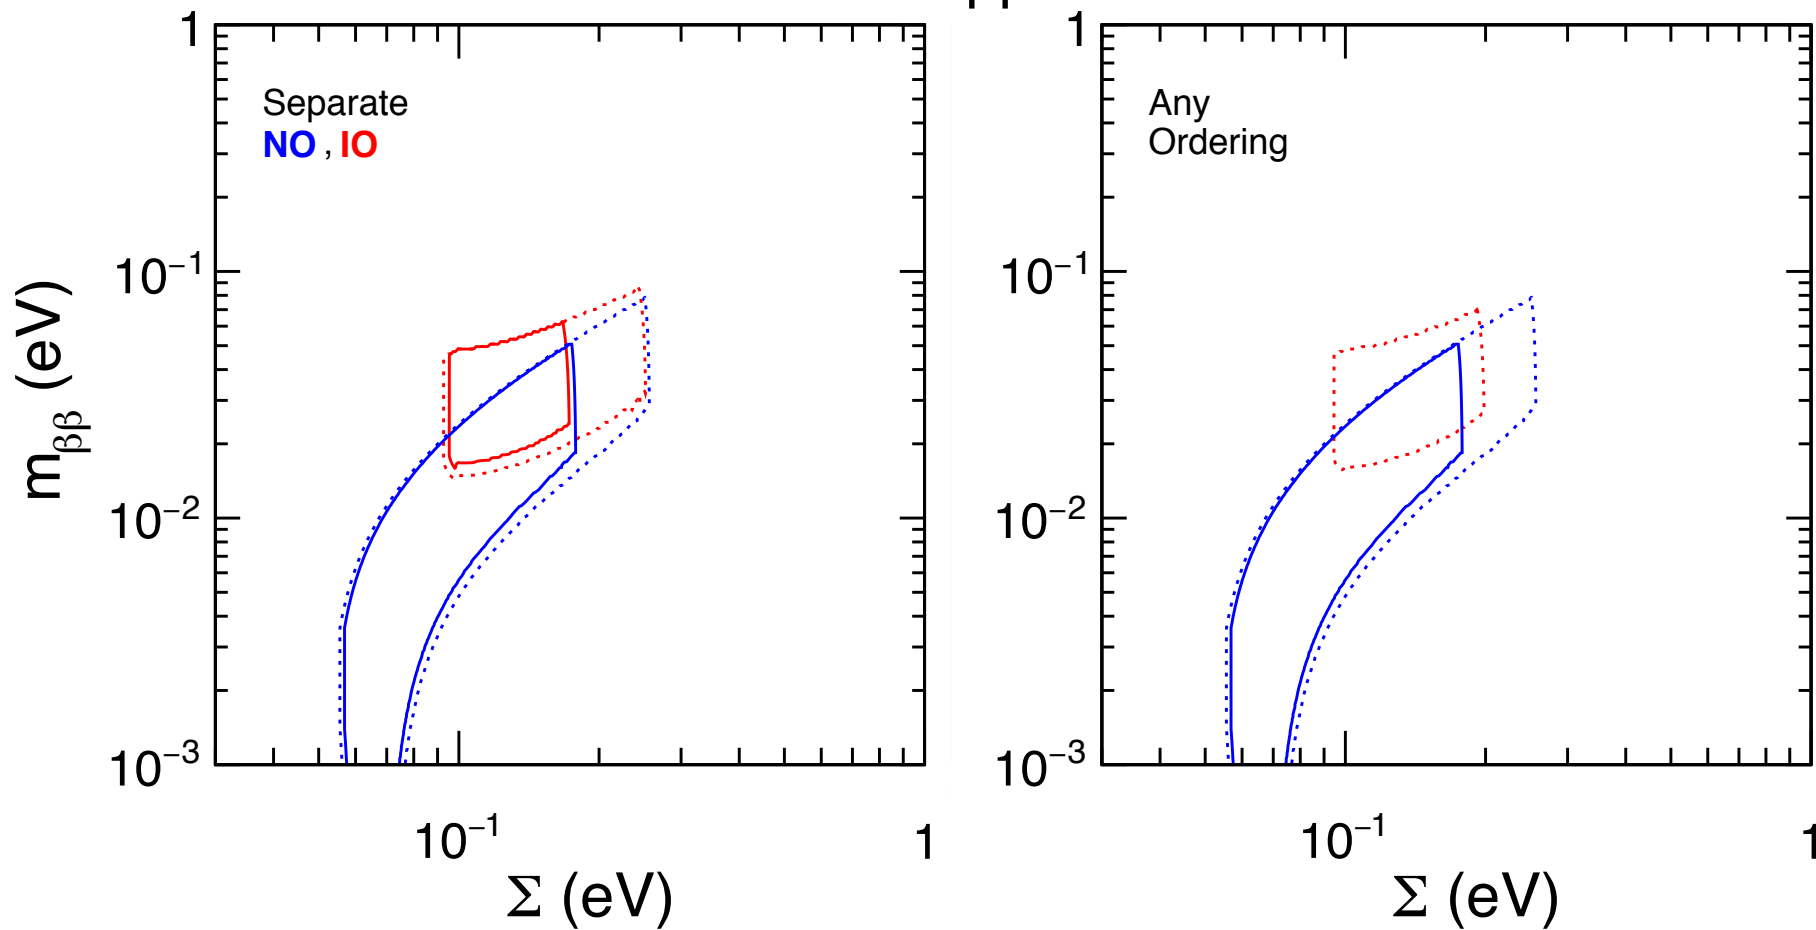 1
Separate
NO , IO
10⁻¹
10⁻²
10⁻³
mββ (eV)
10⁻¹
1
Σ (eV)
1
Any
Ordering
10⁻¹
10⁻²
10⁻³
10⁻¹
1
Σ (eV)